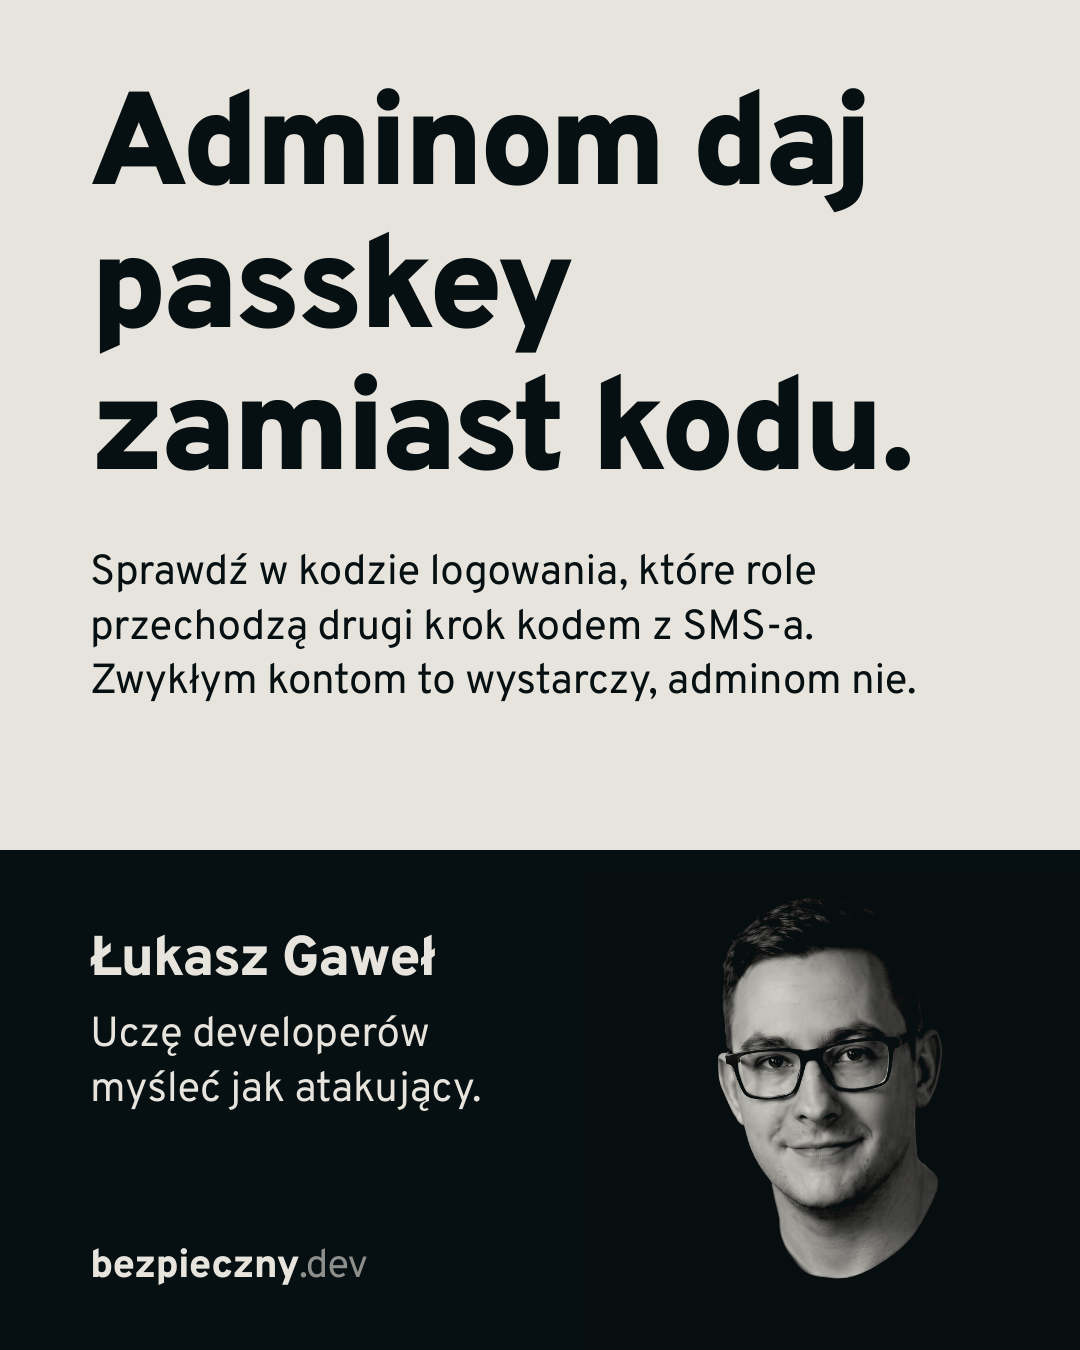 Adminom daj
passkey
zamiast kodu.
Sprawdź w kodzie logowania, które role
przechodzą drugi krok kodem z SMS-a.
Zwykłym kontom to wystarczy, adminom nie.
Łukasz Gaweł
Uczę developerów
myśleć jak atakujący.
bezpieczny.dev